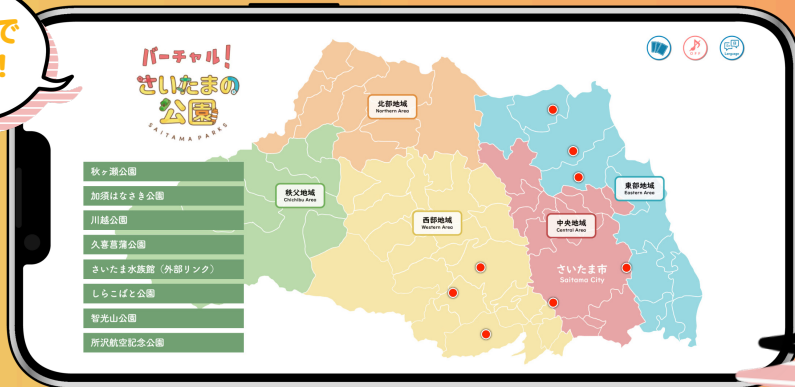 で
!
バーチャル!
さいたまの
公園
SAITAMA PARKS
Language
秋ヶ瀬公園
加須はなさき公園
川越公園
久喜菖蒲公園
さいたま水族館（外部リンク）
しらこばと公園
智光山公園
所沢航空記念公園
北部地域
Northern Area
秩父地域
Chichibu Area
西部地域
Western Area
中央地域
Central Area
東部地域
Eastern Area
さいたま市
Saitama City